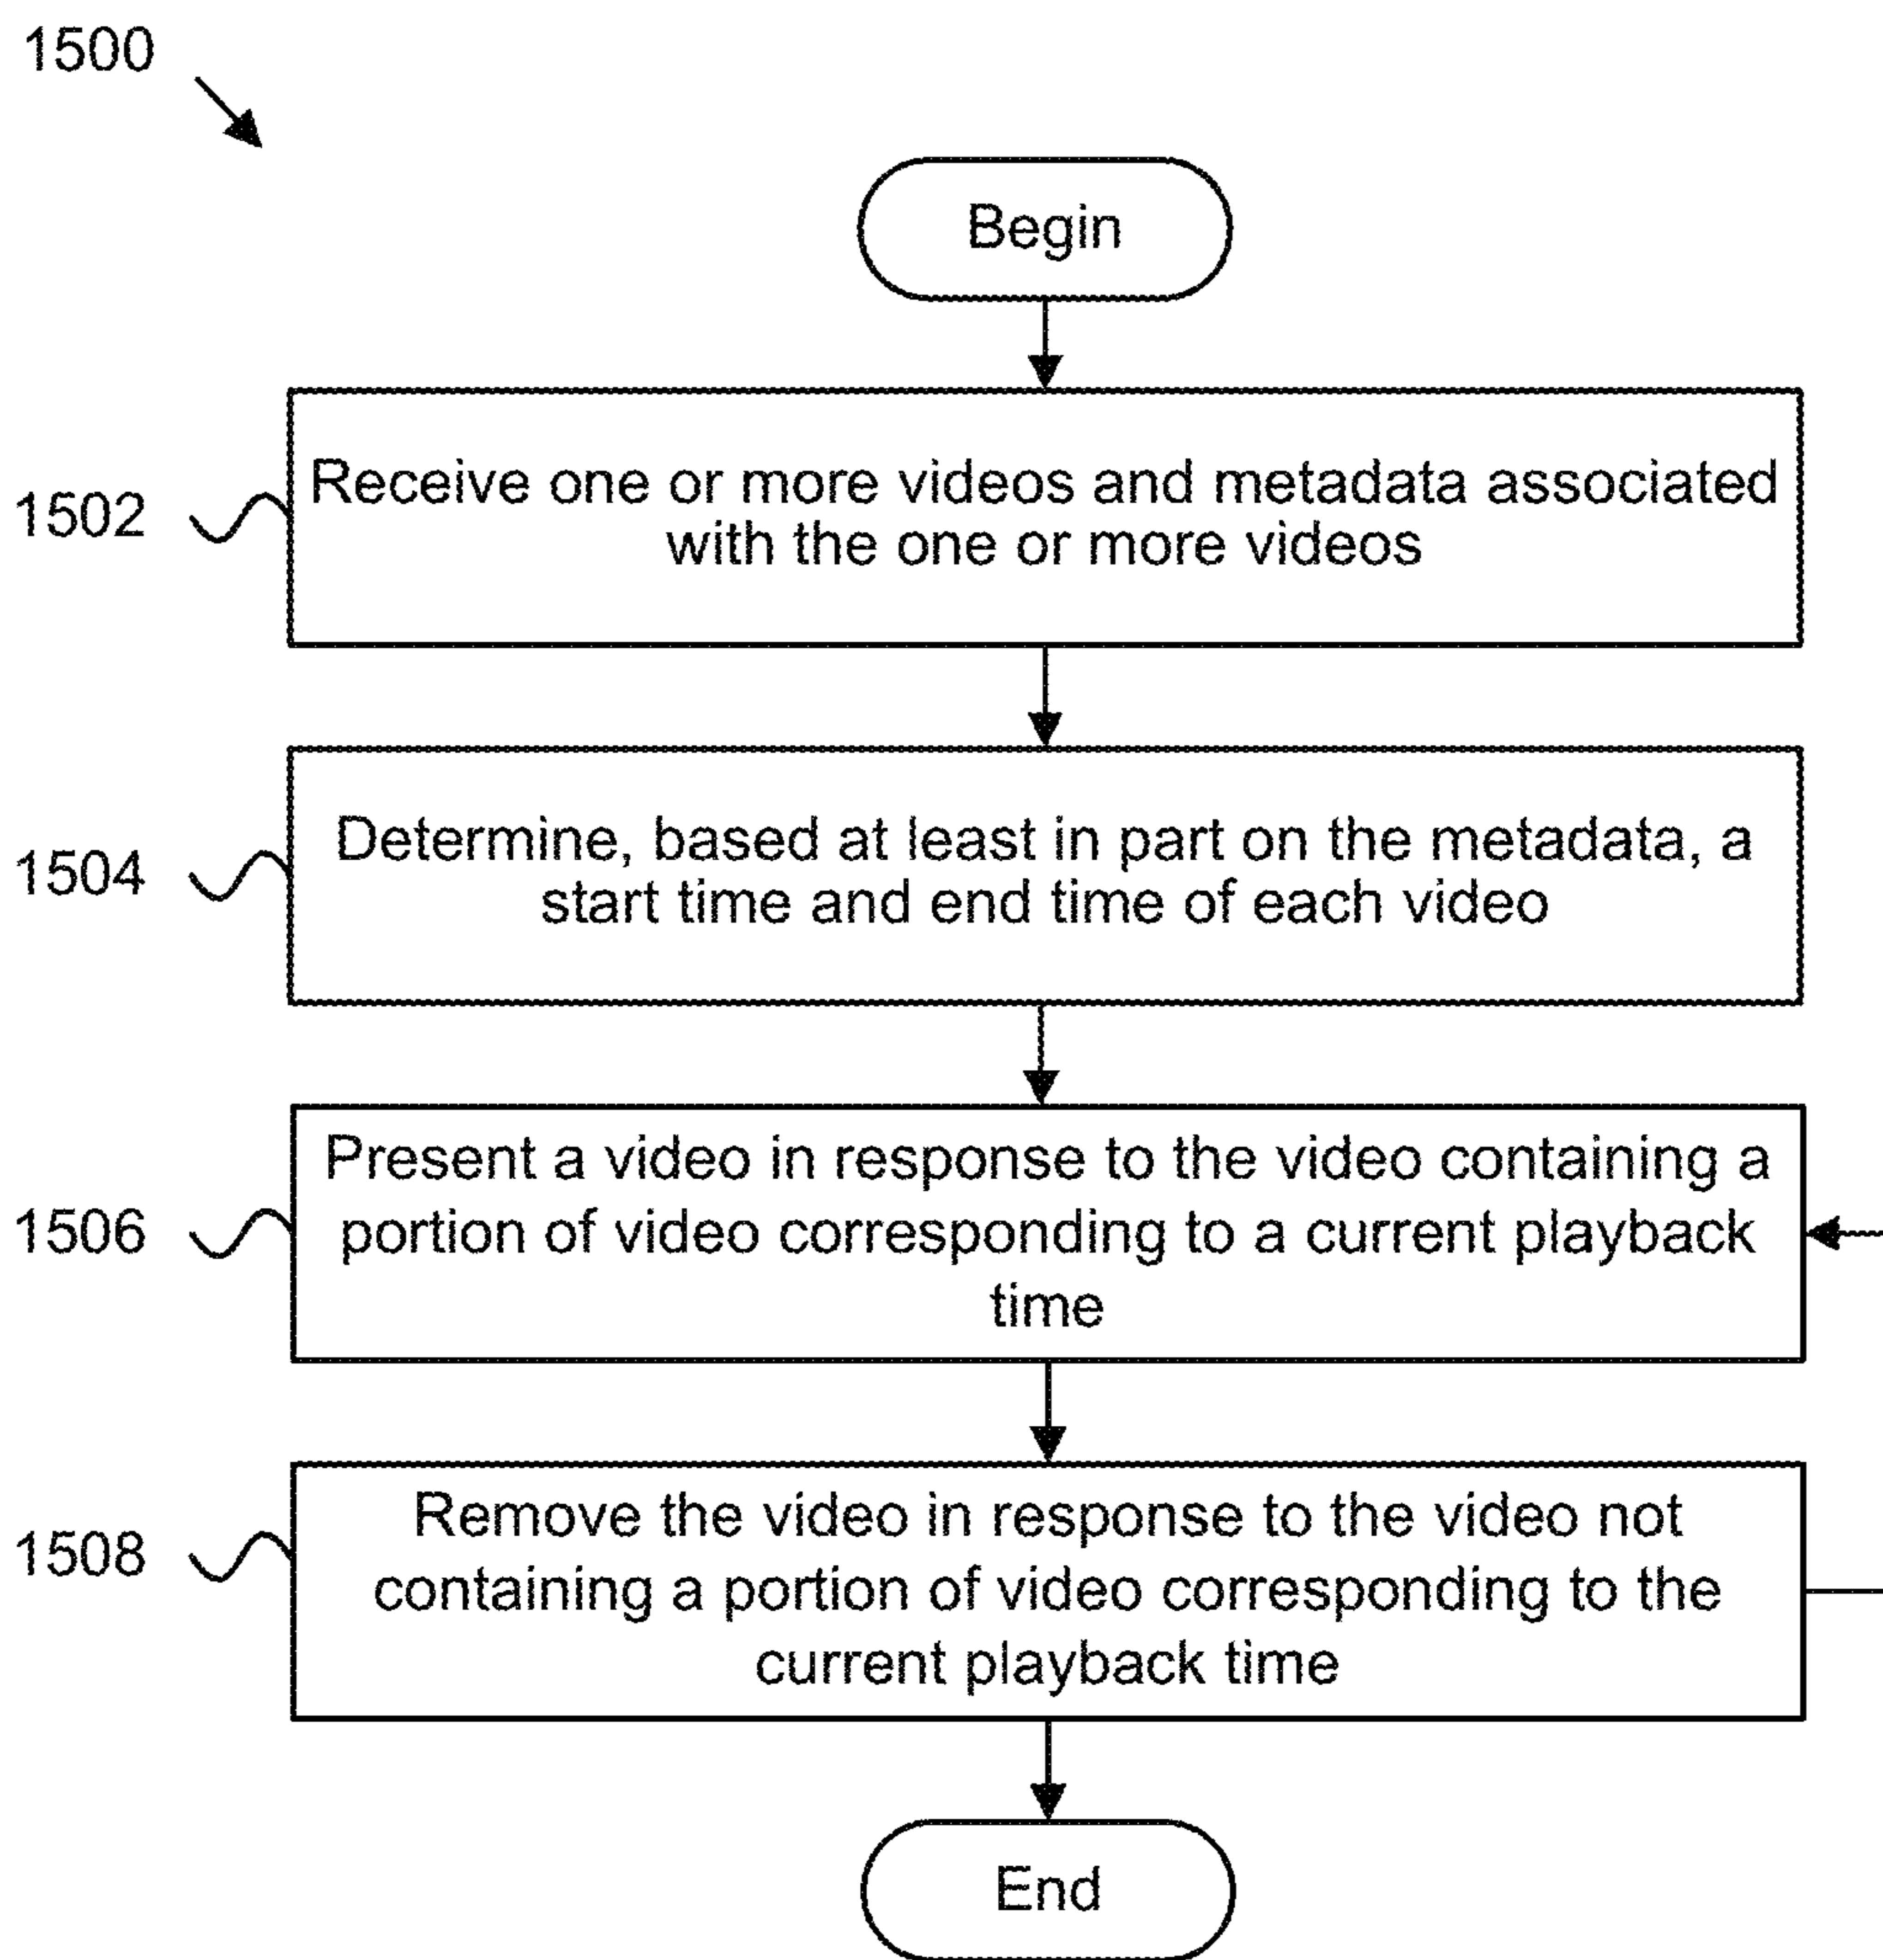 1500
Begin
1502
Receive one or more videos and metadata associated
with the one or more videos
1504
Determine, based at least in part on the metadata, a
start time and end time of each video
1506
Present a video in response to the video containing a
portion of video corresponding to a current playback
time
1508
Remove the video in response to the video not
containing a portion of video corresponding to the
current playback time
End